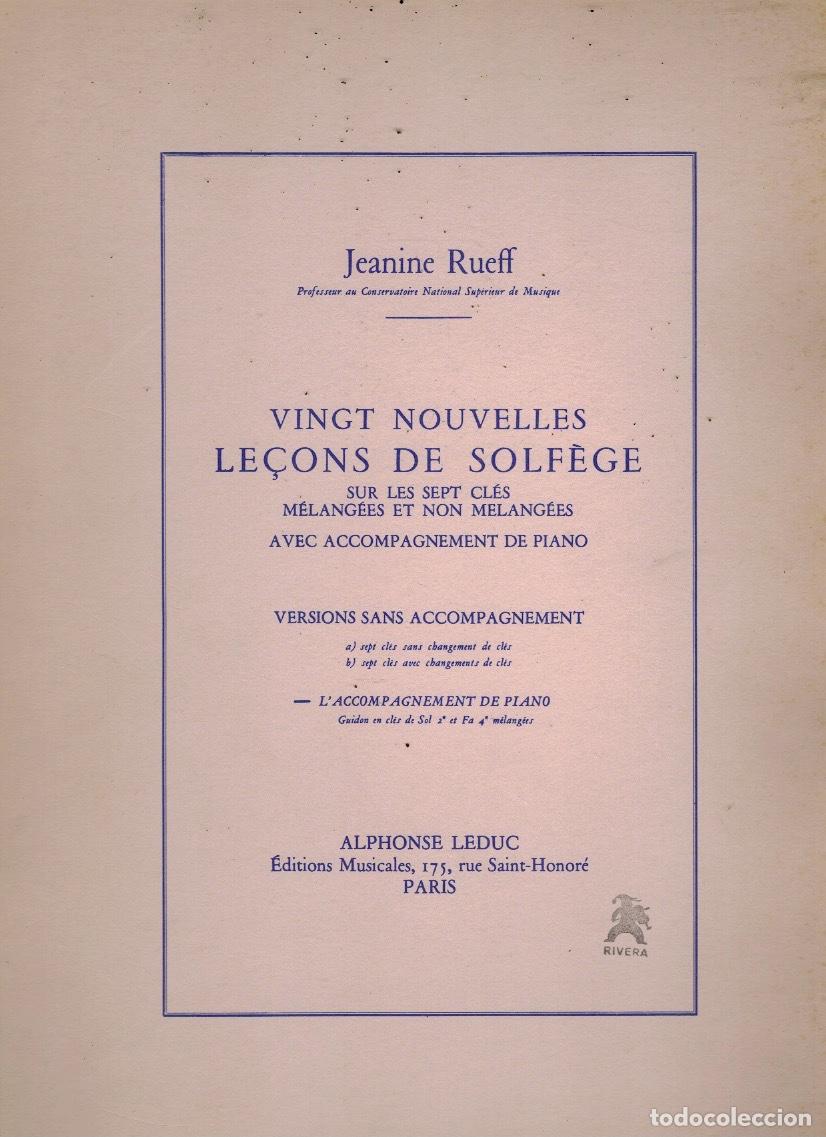 Jeanine Rueff
Professeur au Conservatoire National Supérieur de Musique
VINGT NOUVELLES
LEÇONS DE SOLFÈGE
SUR LES SEPT CLÉS
MÉLANGÉES ET NON MELANGÉES
AVEC ACCOMPAGNEMENT DE PIANO
VERSIONS SANS ACCOMPAGNEMENT
a) sept clés sans changement de clés
b) sept clés avec changements de clés
— L'ACCOMPAGNEMENT DE PIANO
Guidon en clés de Sol 2e et Fa 4e mélangées
ALPHONSE LEDUC
Éditions Musicales, 175, rue Saint-Honoré
PARIS
RIVERA
todocoleccion